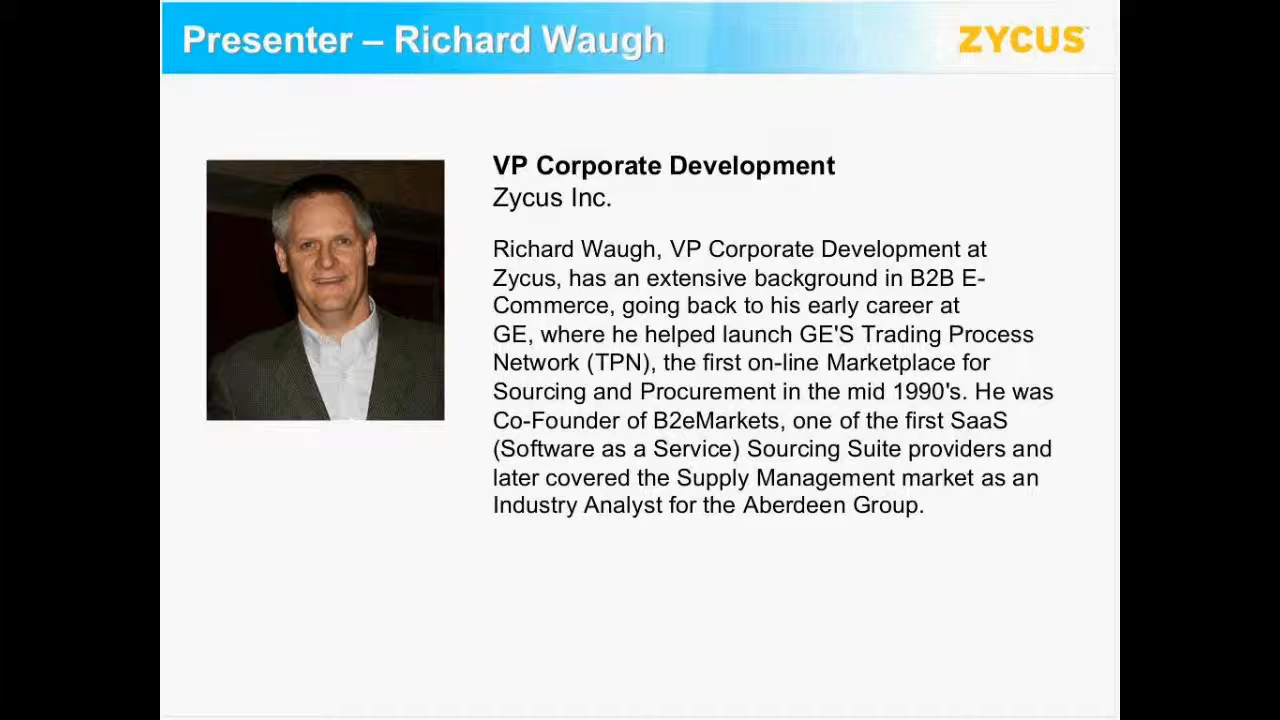 Presenter – Richard Waugh
ZYCUS
VP Corporate Development
Zycus Inc.
Richard Waugh, VP Corporate Development at
Zycus, has an extensive background in B2B E-
Commerce, going back to his early career at
GE, where he helped launch GE'S Trading Process
Network (TPN), the first on-line Marketplace for
Sourcing and Procurement in the mid 1990's. He was
Co-Founder of B2eMarkets, one of the first SaaS
(Software as a Service) Sourcing Suite providers and
later covered the Supply Management market as an
Industry Analyst for the Aberdeen Group.